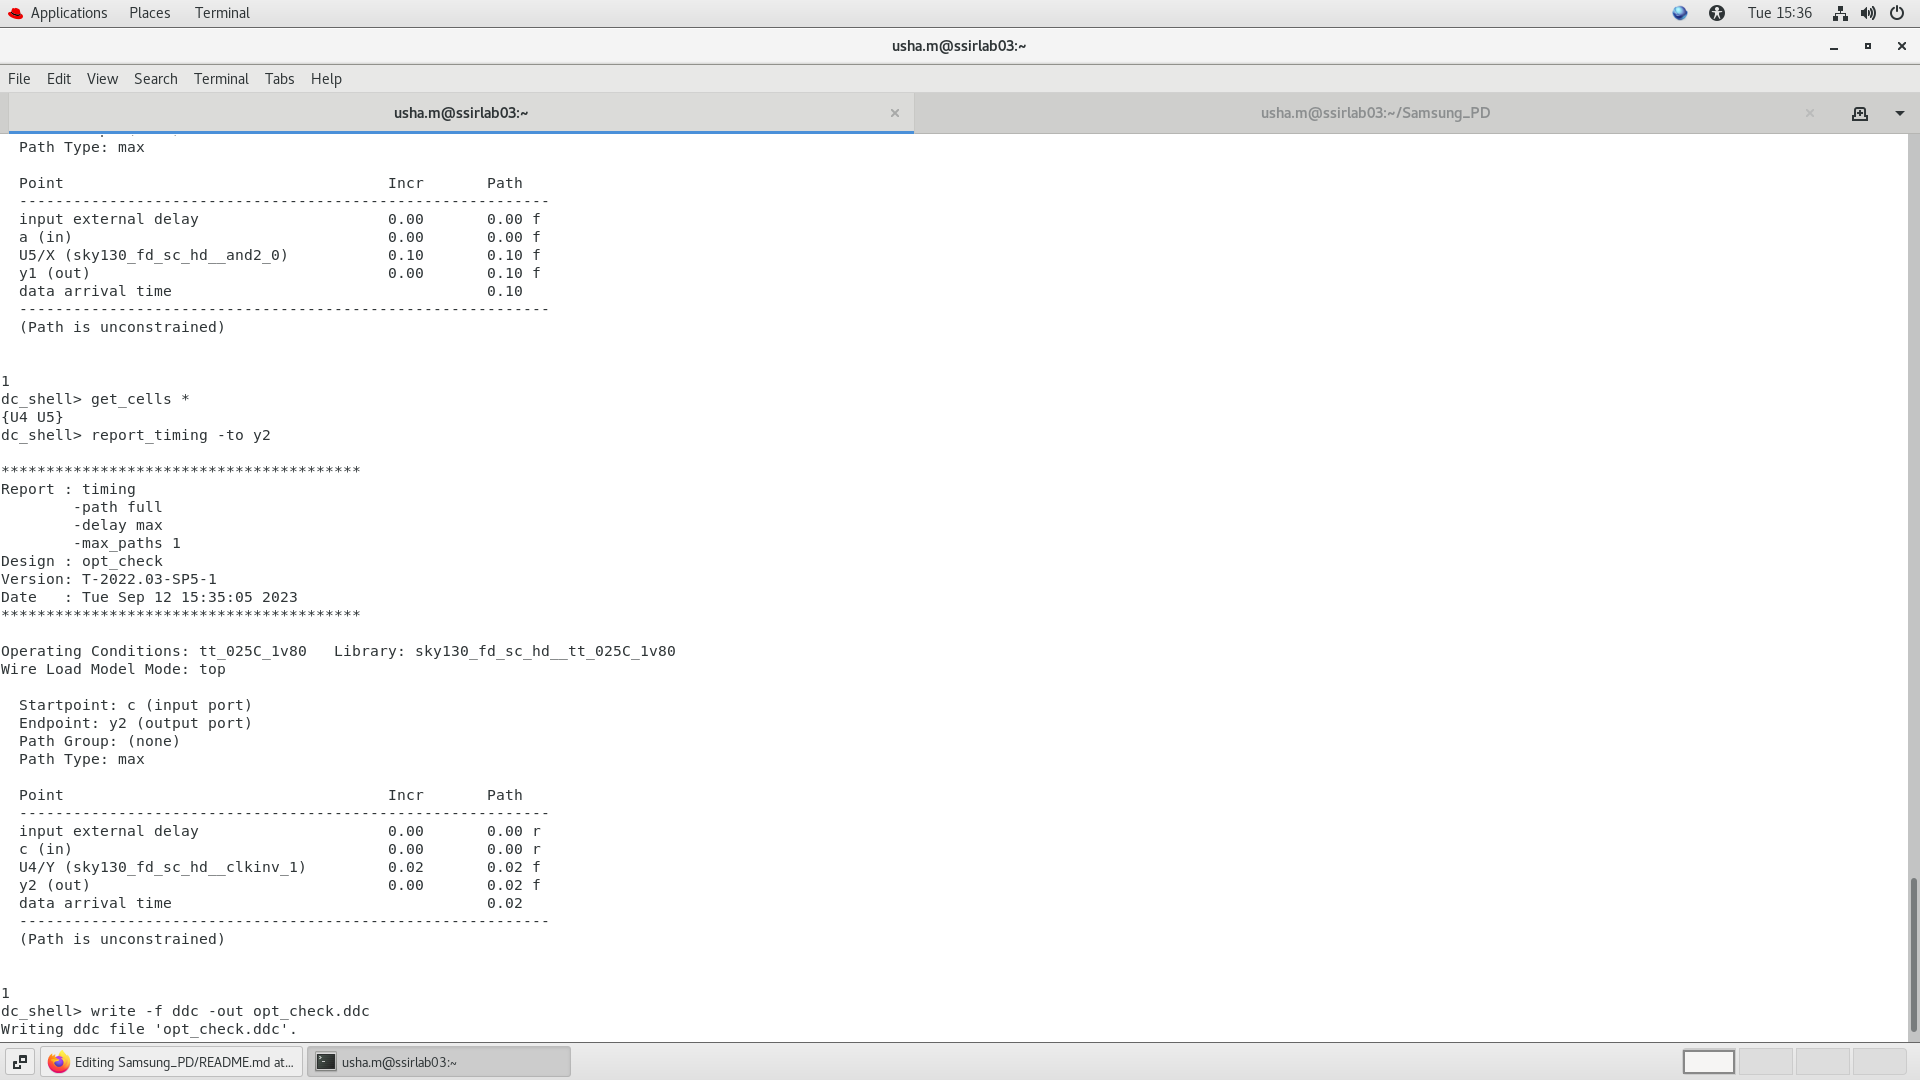 Applications Places Terminal Tue 15:36
usha.m@ssirlab03:~
File Edit View Search Terminal Tabs Help
usha.m@ssirlab03:~ × usha.m@ssirlab03:~/Samsung_PD ×
  Path Type: max

  Point                                    Incr       Path
  -----------------------------------------------------------
  input external delay                     0.00       0.00 f
  a (in)                                   0.00       0.00 f
  U5/X (sky130_fd_sc_hd__and2_0)           0.10       0.10 f
  y1 (out)                                 0.00       0.10 f
  data arrival time                                   0.10
  -----------------------------------------------------------
  (Path is unconstrained)


1
dc_shell> get_cells *
{U4 U5}
dc_shell> report_timing -to y2

****************************************
Report : timing
        -path full
        -delay max
        -max_paths 1
Design : opt_check
Version: T-2022.03-SP5-1
Date   : Tue Sep 12 15:35:05 2023
****************************************

Operating Conditions: tt_025C_1v80   Library: sky130_fd_sc_hd__tt_025C_1v80
Wire Load Model Mode: top

  Startpoint: c (input port)
  Endpoint: y2 (output port)
  Path Group: (none)
  Path Type: max

  Point                                    Incr       Path
  -----------------------------------------------------------
  input external delay                     0.00       0.00 r
  c (in)                                   0.00       0.00 r
  U4/Y (sky130_fd_sc_hd__clkinv_1)         0.02       0.02 f
  y2 (out)                                 0.00       0.02 f
  data arrival time                                   0.02
  -----------------------------------------------------------
  (Path is unconstrained)


1
dc_shell> write -f ddc -out opt_check.ddc
Writing ddc file 'opt_check.ddc'.
Editing Samsung_PD/README.md at... usha.m@ssirlab03:~